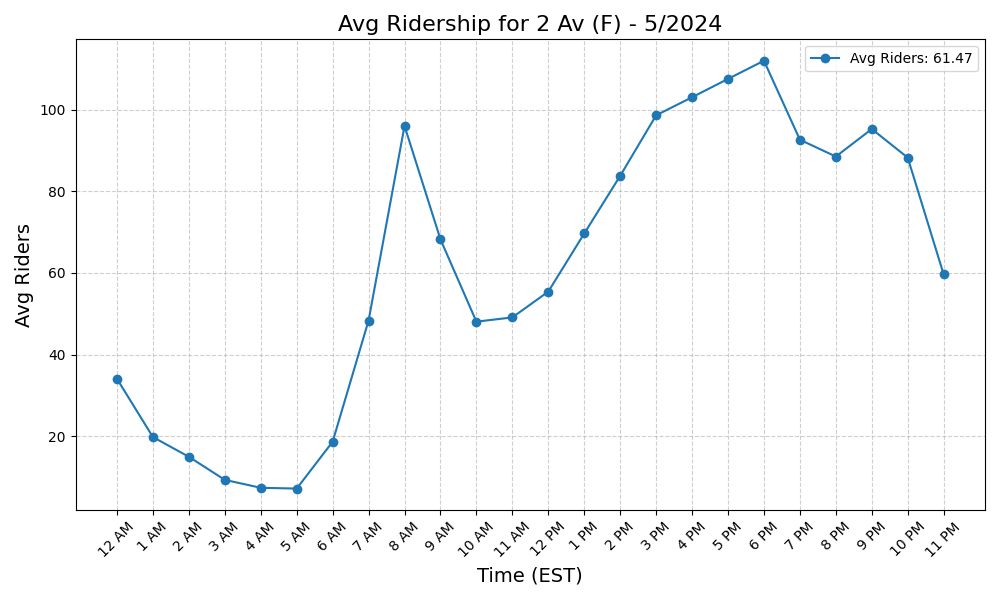 Avg Ridership for 2 Av (F) - 5/2024
Avg Riders: 61.47
Avg Riders
100
80
60
40
20
12 AM
1 AM
2 AM
3 AM
4 AM
5 AM
6 AM
7 AM
8 AM
9 AM
10 AM
11 AM
12 PM
1 PM
2 PM
3 PM
4 PM
5 PM
6 PM
7 PM
8 PM
9 PM
10 PM
11 PM
Time (EST)